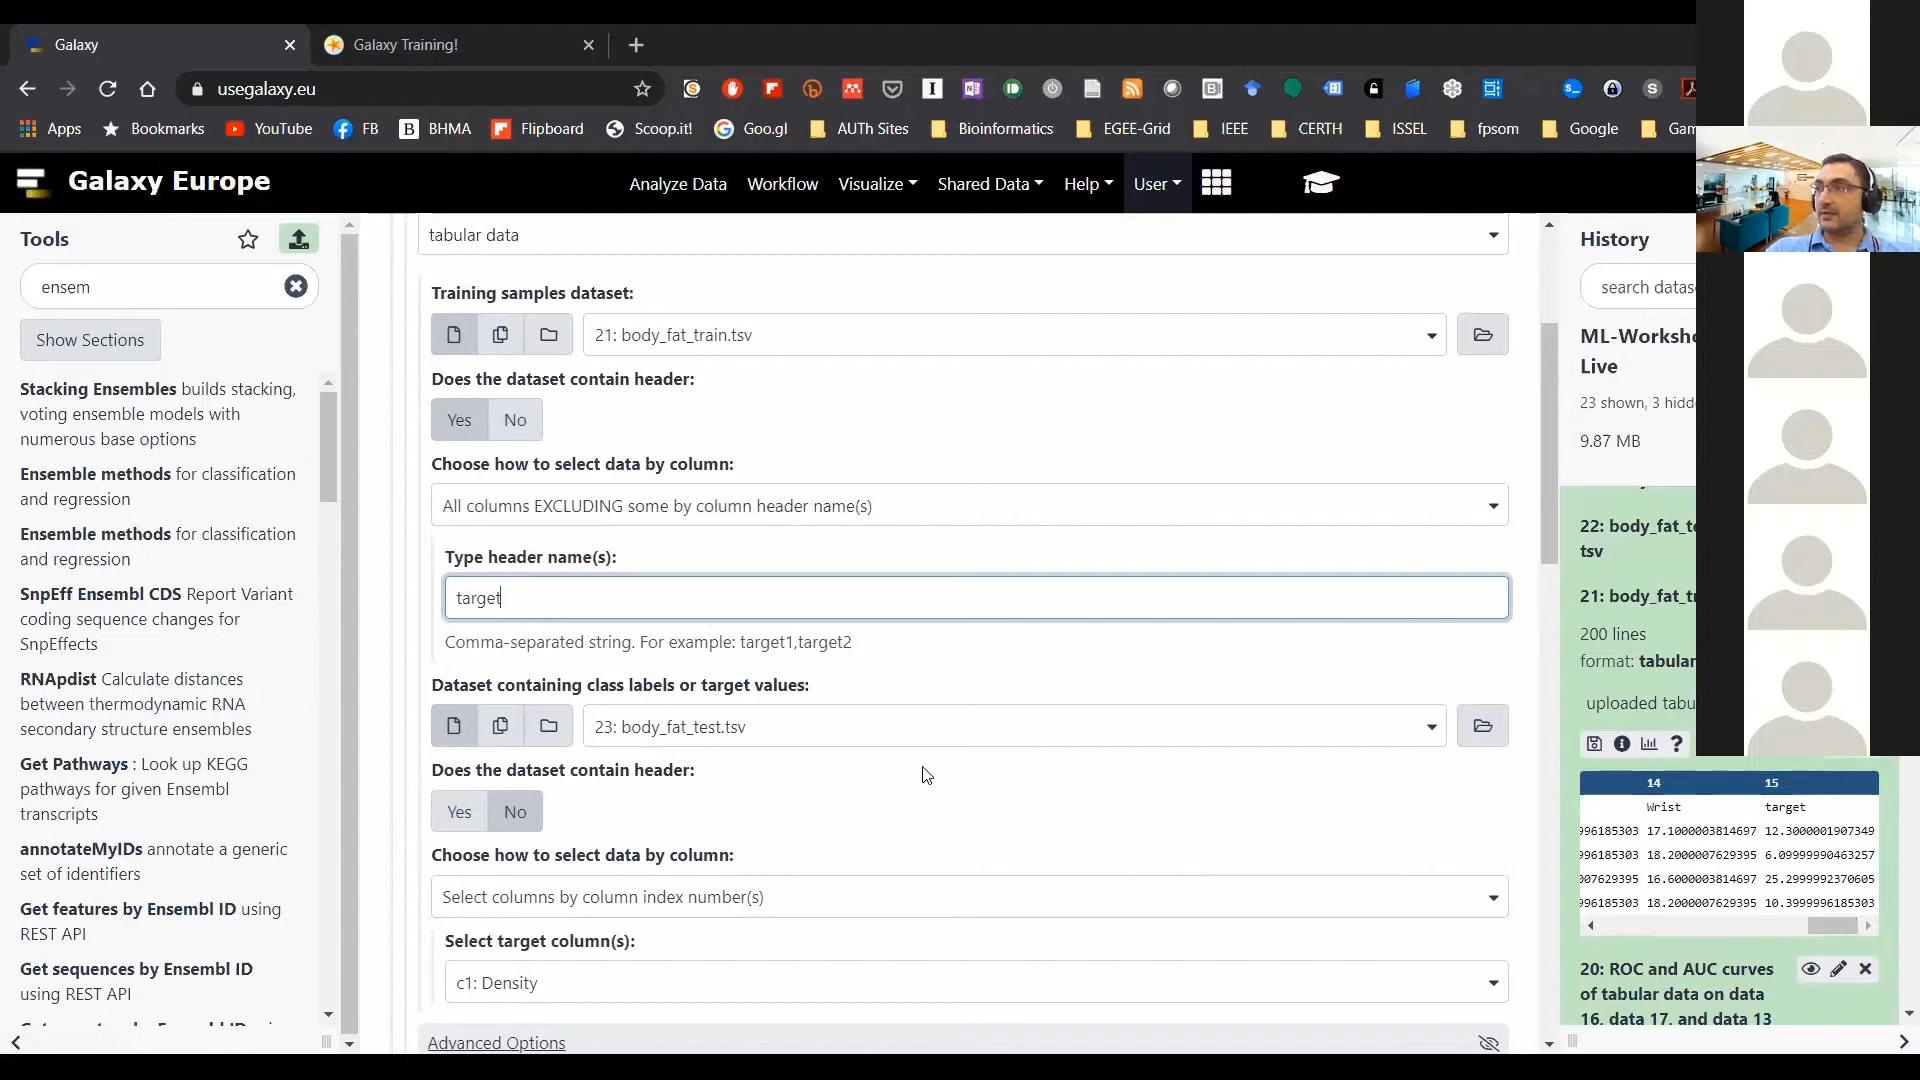 Galaxy
Galaxy Training!
usegalaxy.eu
Apps
Bookmarks
YouTube
FB
BHMA
Flipboard
Scoop.it!
Goo.gl
AUTh Sites
Bioinformatics
EGEE-Grid
IEEE
CERTH
ISSEL
fpsom
Google
Gam
Galaxy Europe
Analyze Data
Workflow
Visualize
Shared Data
Help
User
Tools
ensem
Show Sections
Stacking Ensembles builds stacking,
voting ensemble models with
numerous base options
Ensemble methods for classification
and regression
Ensemble methods for classification
and regression
SnpEff Ensembl CDS Report Variant
coding sequence changes for
SnpEffects
RNApdist Calculate distances
between thermodynamic RNA
secondary structure ensembles
Get Pathways : Look up KEGG
pathways for given Ensembl
transcripts
annotateMyIDs annotate a generic
set of identifiers
Get features by Ensembl ID using
REST API
Get sequences by Ensembl ID
using REST API
tabular data
Training samples dataset:
21: body_fat_train.tsv
Does the dataset contain header:
Yes
No
Choose how to select data by column:
All columns EXCLUDING some by column header name(s)
Type header name(s):
target
Comma-separated string. For example: target1,target2
Dataset containing class labels or target values:
23: body_fat_test.tsv
Does the dataset contain header:
Yes
No
Choose how to select data by column:
Select columns by column index number(s)
Select target column(s):
c1: Density
Advanced Options
History
search datas
ML-Worksho
Live
23 shown, 3 hidd
9.87 MB
22: body_fat_te
tsv
21: body_fat_tr
200 lines
format: tabular
uploaded tabu
14 15
Wrist target
996185303 17.1000003814697 12.3000001907349
996185303 18.2000007629395 6.09999990463257
007629395 16.6000003814697 25.2999992370605
996185303 18.2000007629395 10.3999996185303
20: ROC and AUC curves
of tabular data on data
16, data 17, and data 13